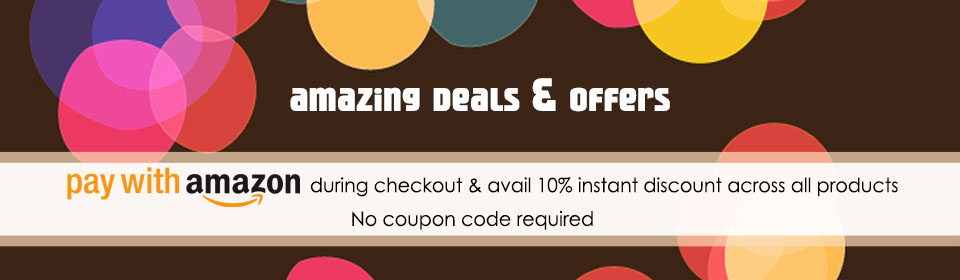 amazing deals & offers
pay with amazon during checkout & avail 10% instant discount across all products
No coupon code required